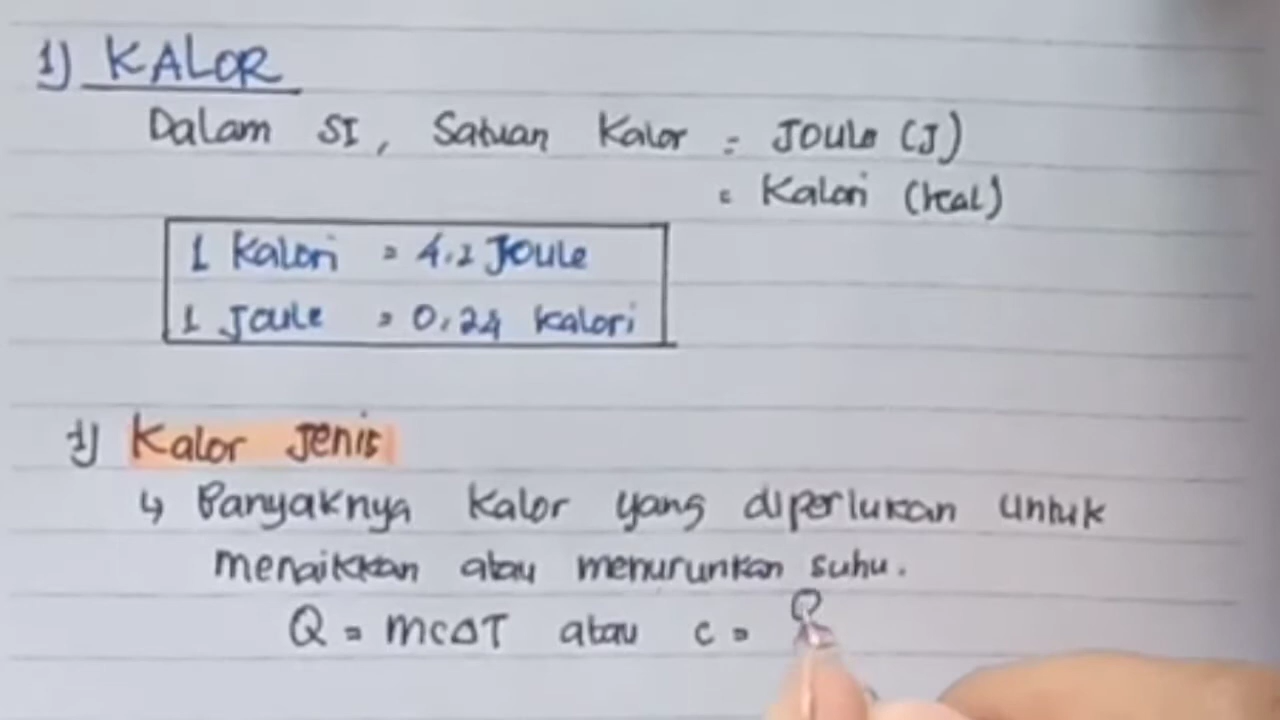 1) KALOR
Dalam SI, Satuan Kalor = Joule (J)
= Kalori (kal)
1 Kalori = 4.2 Joule
1 Joule = 0,24 kalori
1) Kalor Jenis
↳ Banyaknya Kalor yang diperlukan untuk
menaikkan atau menurunkan suhu.
Q = mcΔT atau c = Q